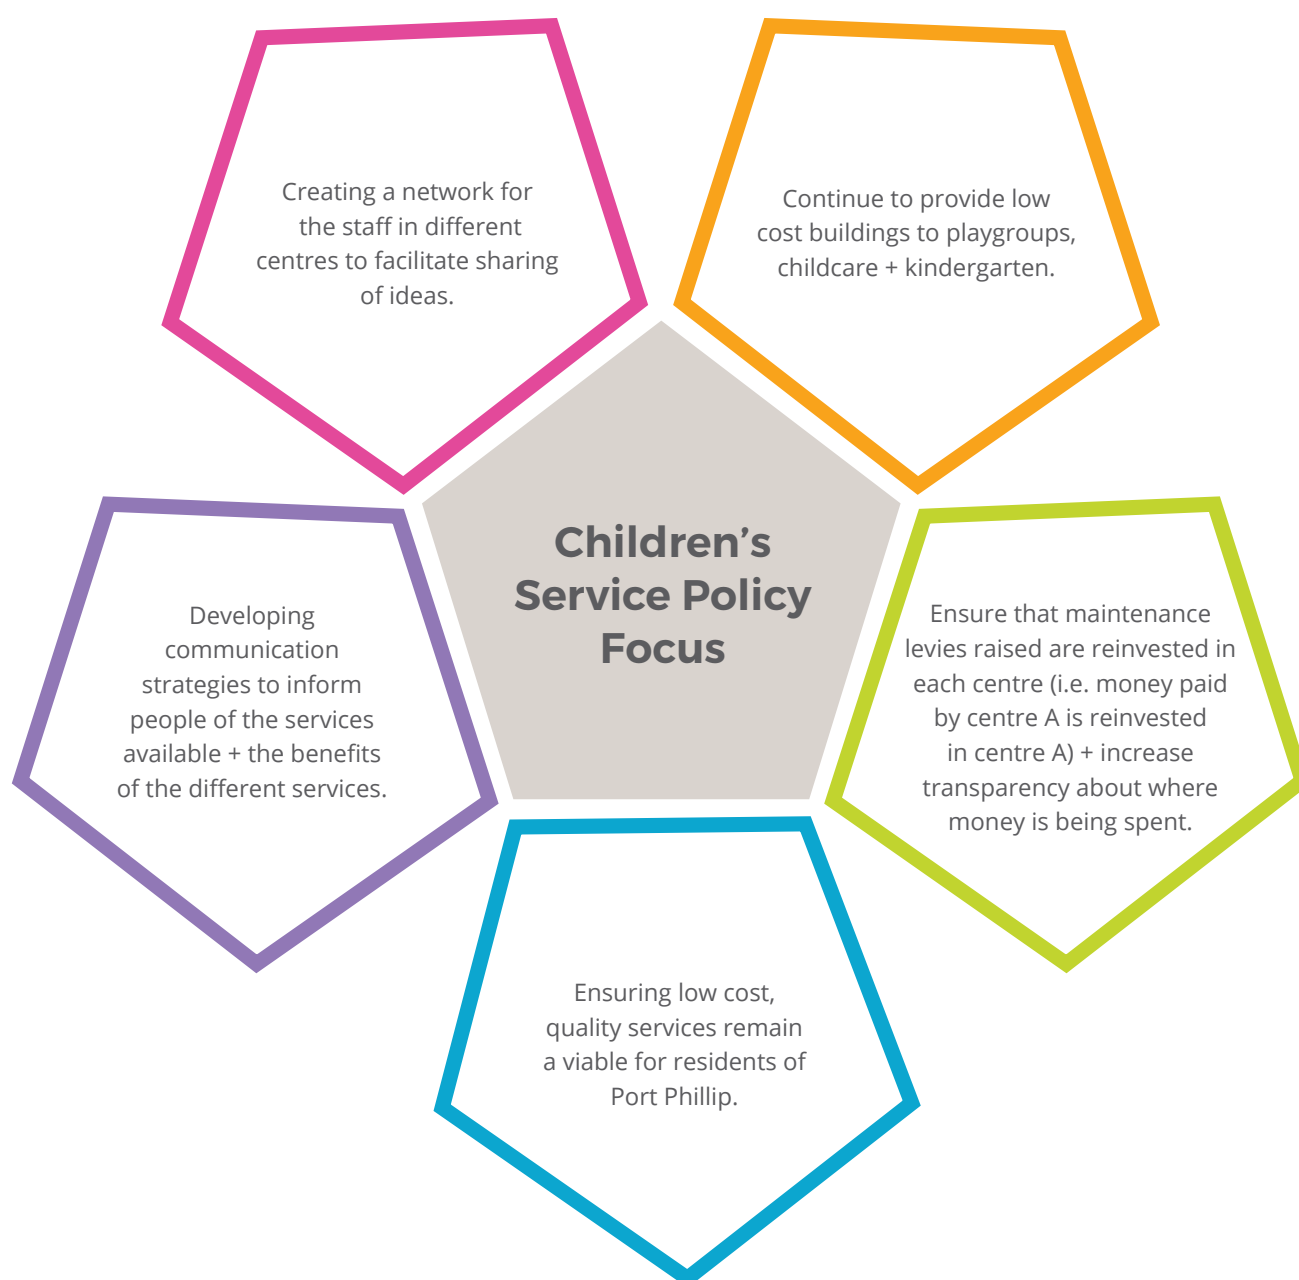 Creating a network for
the staff in different
centres to facilitate sharing
of ideas.
Continue to provide low
cost buildings to playgroups,
childcare + kindergarten.
Children’s
Service Policy
Focus
Developing
communication
strategies to inform
people of the services
available + the benefits
of the different services.
Ensure that maintenance
levies raised are reinvested in
each centre (i.e. money paid
by centre A is reinvested
in centre A) + increase
transparency about where
money is being spent.
Ensuring low cost,
quality services remain
a viable for residents of
Port Phillip.